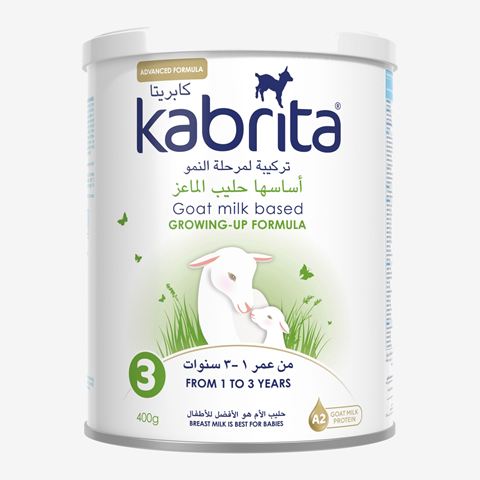 ADVANCED FORMULA
كابريتا
kabrita®
تركيبة لمرحلة النمو
أساسها حليب الماعز
Goat milk based
GROWING-UP FORMULA
3
من عمر ١-٣ سنوات
FROM 1 TO 3 YEARS
400g
حليب الأم هو الأفضل للأطفال
BREAST MILK IS BEST FOR BABIES
A2
GOAT MILK
PROTEIN